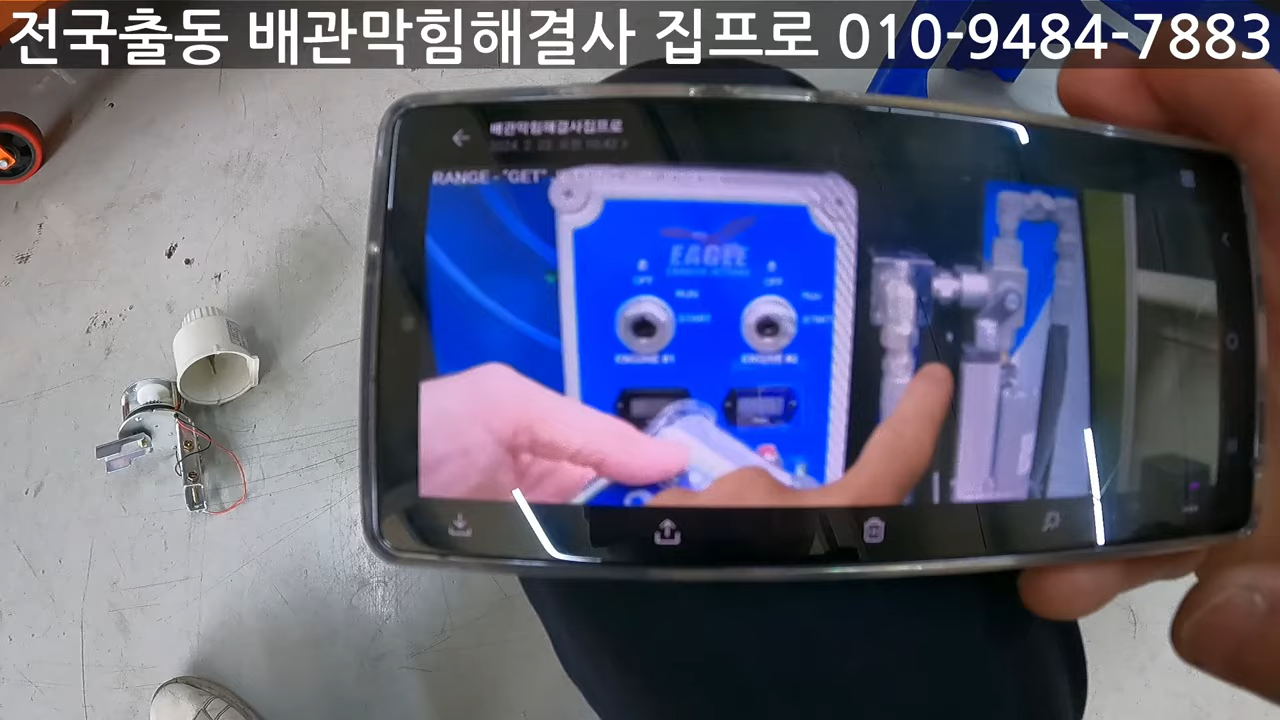 전국출동 배관막힘해결사 집프로 010-9484-7883
배관막힘해결사집프로
RANGE - "GET"
EAGLE
OFF
OFF
RUN
RUN
START
START
ENGINE #1
ENGINE #2